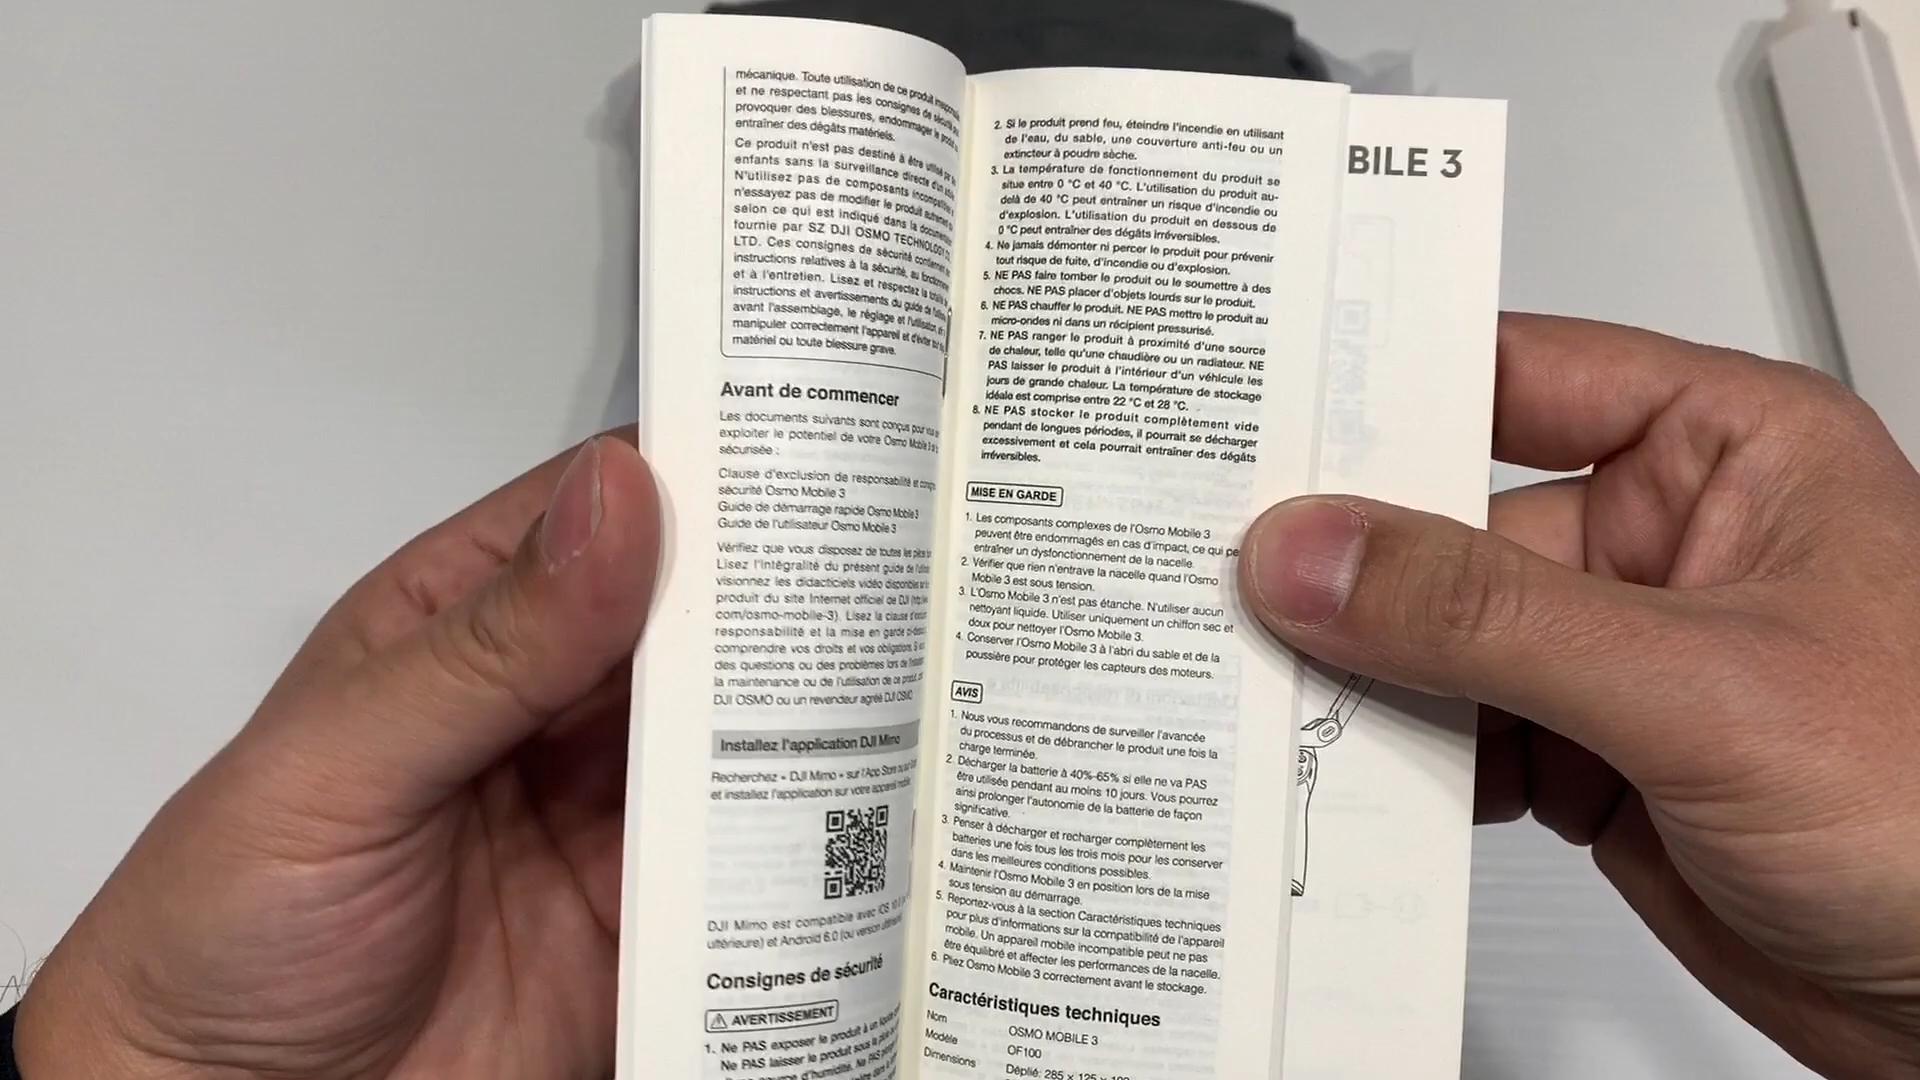 mécanique. Toute utilisation de ce produit
et ne respectant pas les consignes de sécurité
provoquer des blessures, endommager le produit
entraîner des dégâts matériels.
Ce produit n'est pas destiné à être utilisé par
enfants sans la surveillance directe d'un
N'utilisez pas de composants
n'essayez pas de modifier le produit autrement
selon ce qui est indiqué dans la
fournie par SZ DJI OSMO TECHNOLOGY
LTD. Ces consignes de sécurité
instructions relatives à la sécurité, au
et à l'entretien. Lisez et respectez la
instructions et avertissements du guide de
avant l'assemblage, le réglage et l'utilisation
manipuler correctement l'appareil et d'éviter tout
matériel ou toute blessure grave.
Avant de commencer
Les documents suivants sont conçus pour vous
exploiter le potentiel de votre Osmo Mobile 3
sécurisée :
Clause d'exclusion de responsabilité et
sécurité Osmo Mobile 3
Guide de démarrage rapide Osmo Mobile 3
Guide de l'utilisateur Osmo Mobile 3
Vérifiez que vous disposez de toutes les
Lisez l'intégralité du présent guide de
visionnez les didacticiels vidéo disponibles
produit du site Internet officiel de DJI
com/osmo-mobile-3). Lisez la clause
responsabilité et la mise en garde
comprendre vos droits et vos obligations. Si
des questions ou des problèmes lors de
la maintenance ou de l'utilisation de ce produit,
DJI OSMO ou un revendeur agréé DJI OSMO
Installez l'application DJI Mimo
Recherchez « DJI Mimo » sur l'App Store ou sur
et installez l'application sur votre appareil mobile.
DJI Mimo est compatible avec iOS
ultérieure) et Android 6.0 (ou version ultérieure)
Consignes de sécurité
AVERTISSEMENT
1. Ne PAS exposer le produit à un liquide
Ne PAS laisser le produit sous la
d'humidité. Ne PAS
2. Si le produit prend feu, éteindre l'incendie en utilisant
de l'eau, du sable, une couverture anti-feu ou un
extincteur à poudre sèche.
3. La température de fonctionnement du produit se
situe entre 0 °C et 40 °C. L'utilisation du produit au-
delà de 40 °C peut entraîner un risque d'incendie ou
d'explosion. L'utilisation du produit en dessous de
0 °C peut entraîner des dégâts irréversibles.
4. Ne jamais démonter ni percer le produit pour prévenir
tout risque de fuite, d'incendie ou d'explosion.
5. NE PAS faire tomber le produit ou le soumettre à des
chocs. NE PAS placer d'objets lourds sur le produit.
6. NE PAS chauffer le produit. NE PAS mettre le produit au
micro-ondes ni dans un récipient pressurisé.
7. NE PAS ranger le produit à proximité d'une source
de chaleur, telle qu'une chaudière ou un radiateur. NE
PAS laisser le produit à l'intérieur d'un véhicule les
jours de grande chaleur. La température de stockage
idéale est comprise entre 22 °C et 28 °C.
8. NE PAS stocker le produit complètement vide
pendant de longues périodes, il pourrait se décharger
excessivement et cela pourrait entraîner des dégâts
irréversibles.
MISE EN GARDE
1. Les composants complexes de l'Osmo Mobile 3
peuvent être endommagés en cas d'impact, ce qui pe
entraîner un dysfonctionnement de la nacelle.
2. Vérifier que rien n'entrave la nacelle quand l'Osmo
Mobile 3 est sous tension.
3. L'Osmo Mobile 3 n'est pas étanche. N'utiliser aucun
nettoyant liquide. Utiliser uniquement un chiffon sec et
doux pour nettoyer l'Osmo Mobile 3.
4. Conserver l'Osmo Mobile 3 à l'abri du sable et de la
poussière pour protéger les capteurs des moteurs.
AVIS
1. Nous vous recommandons de surveiller l'avancée
du processus et de débrancher le produit une fois la
charge terminée.
2. Décharger la batterie à 40%-65% si elle ne va PAS
être utilisée pendant au moins 10 jours. Vous pourrez
ainsi prolonger l'autonomie de la batterie de façon
significative.
3. Penser à décharger et recharger complètement les
batteries une fois tous les trois mois pour les conserver
dans les meilleures conditions possibles.
4. Maintenir l'Osmo Mobile 3 en position lors de la mise
sous tension au démarrage.
5. Reportez-vous à la section Caractéristiques techniques
pour plus d'informations sur la compatibilité de l'appareil
mobile. Un appareil mobile incompatible peut ne pas
être équilibré et affecter les performances de la nacelle.
6. Pliez Osmo Mobile 3 correctement avant le stockage.
Caractéristiques techniques
Nom OSMO MOBILE 3
Modèle OF100
Dimensions Déplié: 285 × 125 ×
BILE 3